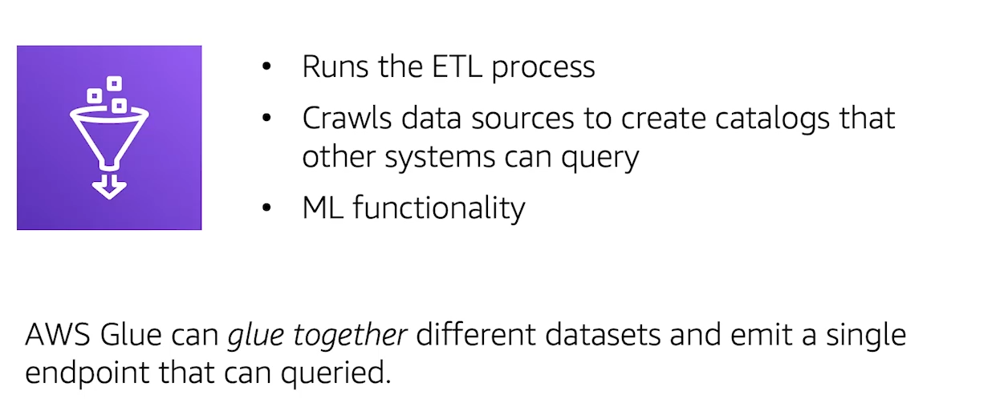 • Runs the ETL process
• Crawls data sources to create catalogs that
other systems can query
• ML functionality
AWS Glue can glue together different datasets and emit a single
endpoint that can queried.